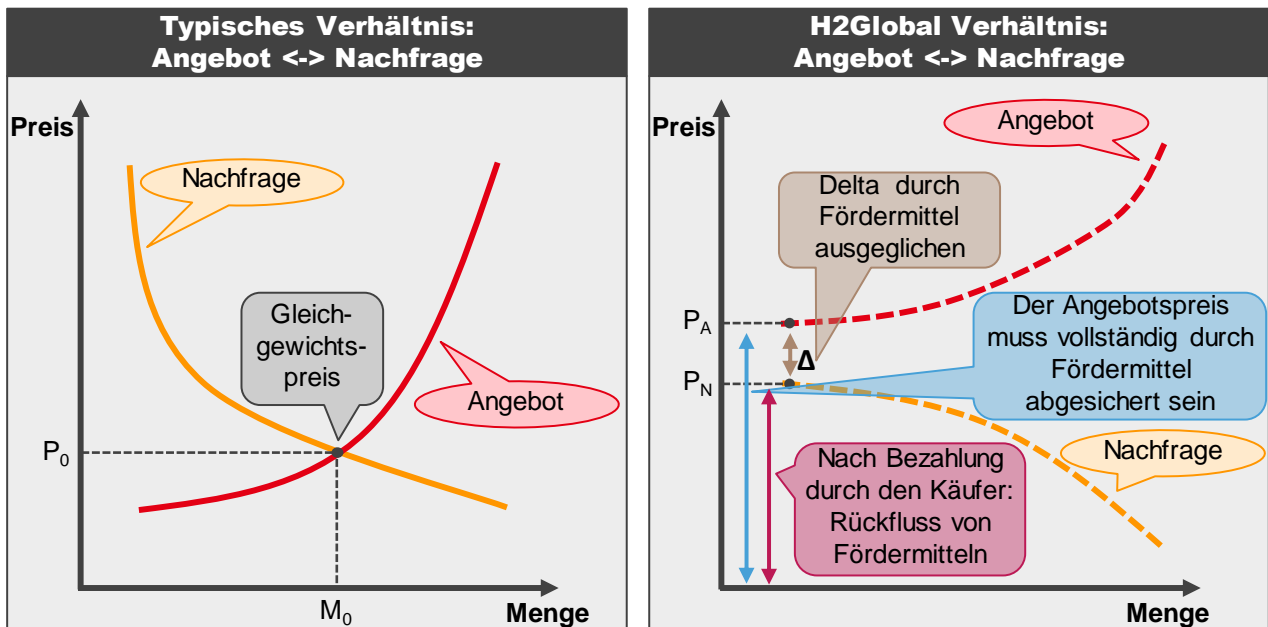 Typisches Verhältnis:
Angebot <-> Nachfrage
Preis
Nachfrage
Gleich-
gewichts-
preis
Angebot
P0
M0
Menge
H2Global Verhältnis:
Angebot <-> Nachfrage
Preis
Angebot
Delta durch
Fördermittel
ausgeglichen
PA
Der Angebotspreis
muss vollständig durch
Fördermittel
abgesichert sein
Δ
PN
Nachfrage
Nach Bezahlung
durch den Käufer:
Rückfluss von
Fördermitteln
Menge